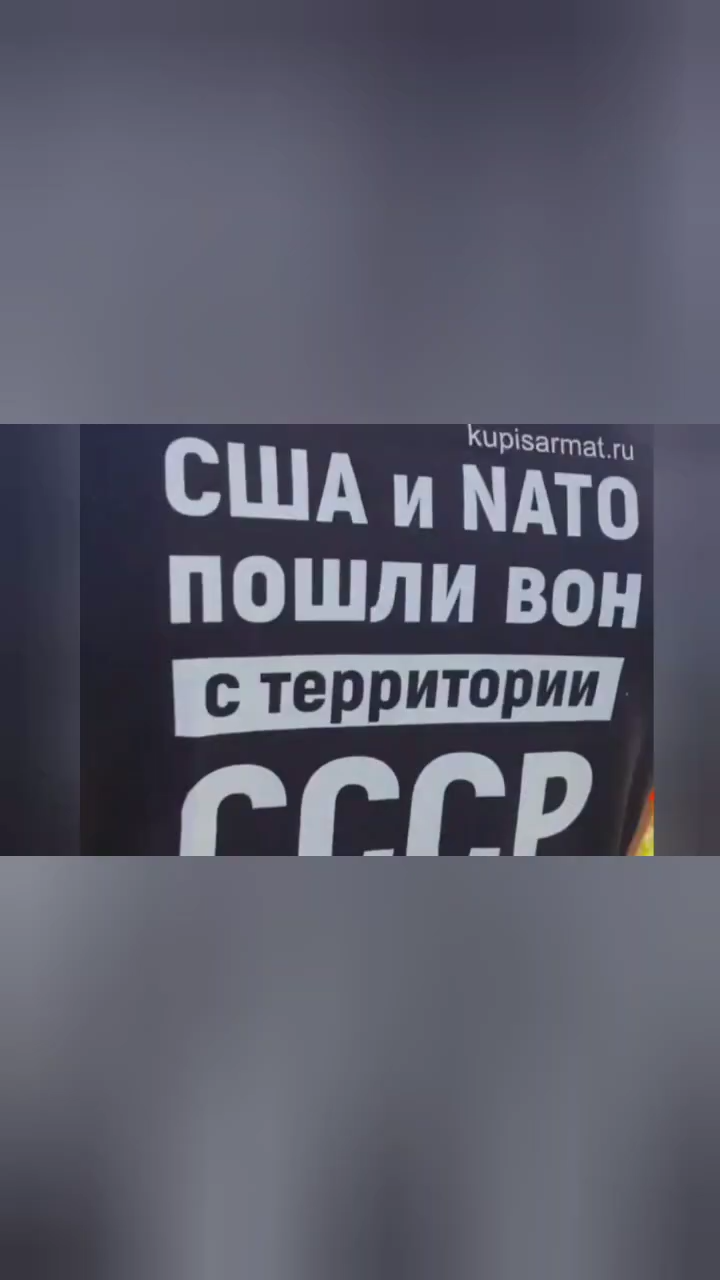 kupisarmat.ru
США и NATO
ПОШЛИ ВОН
с территории
СССР